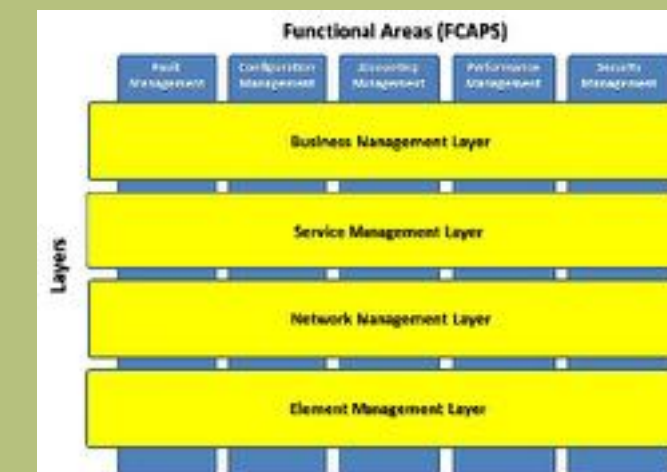 Functional Areas (FCAPS)
Fault Management
Configuration Management
Accounting Management
Performance Management
Security Management
Business Management Layer
Service Management Layer
Network Management Layer
Element Management Layer
Layers